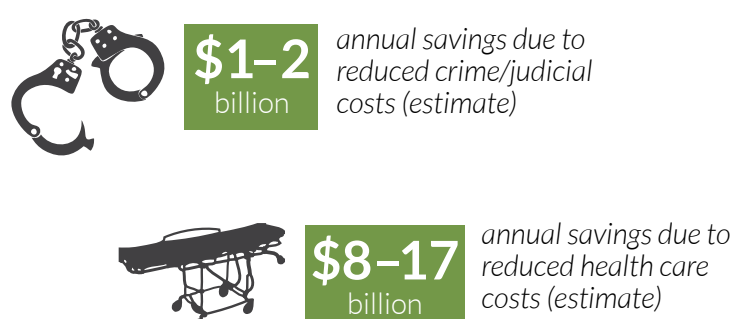 $1–2
billion
annual savings due to
reduced crime/judicial
costs (estimate)
$8–17
billion
annual savings due to
reduced health care
costs (estimate)